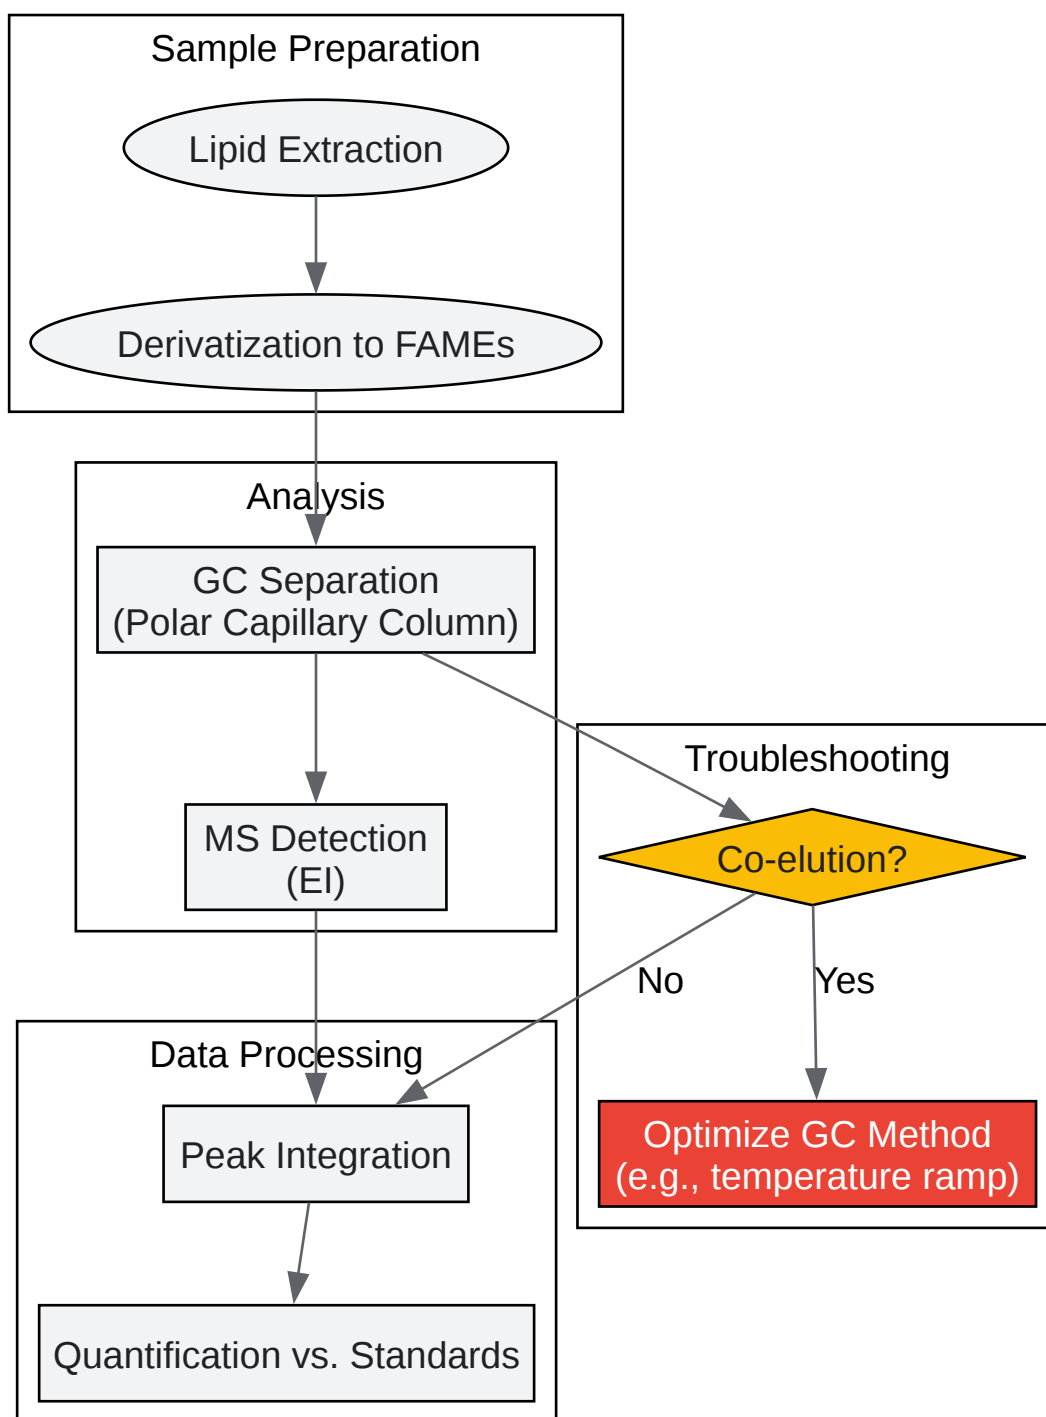 Sample Preparation
Lipid Extraction
Derivatization to FAMEs
Analysis
GC Separation
(Polar Capillary Column)
MS Detection
(EI)
Troubleshooting
Co-elution?
No
Yes
Optimize GC Method
(e.g., temperature ramp)
Data Processing
Peak Integration
Quantification vs. Standards